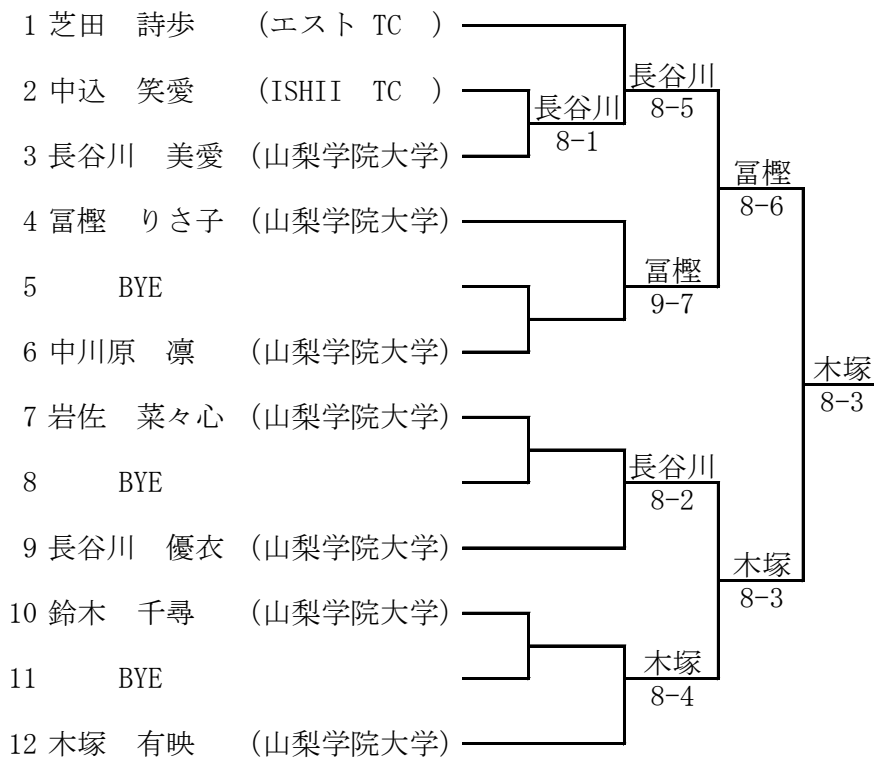 1 芝田　詩歩　(エスト TC　)
2 中込　笑愛　(ISHII　TC　)
3 長谷川　美愛　(山梨学院大学)
4 冨樫　りさ子　(山梨学院大学)
5　BYE
6 中川原　凛　(山梨学院大学)
7 岩佐　菜々心　(山梨学院大学)
8　BYE
9 長谷川　優衣　(山梨学院大学)
10 鈴木　千尋　(山梨学院大学)
11　BYE
12 木塚　有映　(山梨学院大学)
長谷川
8-1
長谷川
8-5
冨樫
9-7
長谷川
8-2
木塚
8-4
冨樫
8-6
木塚
8-3
木塚
8-3